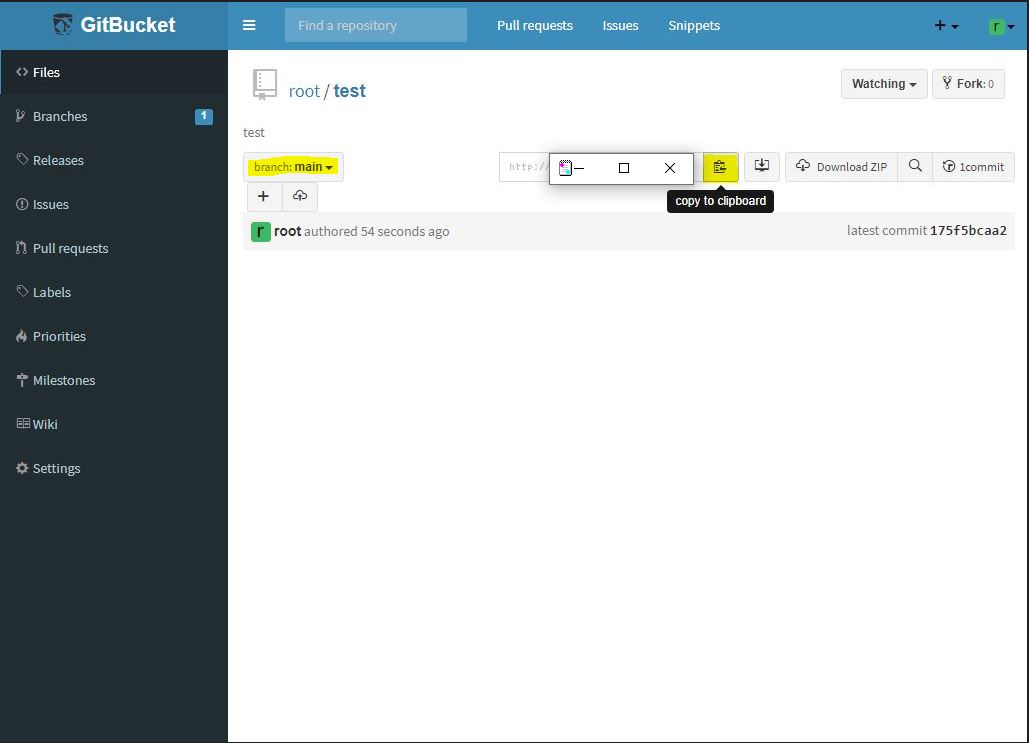 GitBucket
Find a repository
Pull requests
Issues
Snippets
r
Files
Branches
1
Releases
Issues
Pull requests
Labels
Priorities
Milestones
Wiki
Settings
root / test
Watching
Fork: 0
test
branch: main
http://
Download ZIP
1commit
copy to clipboard
r root authored 54 seconds ago
latest commit 175f5bcaa2